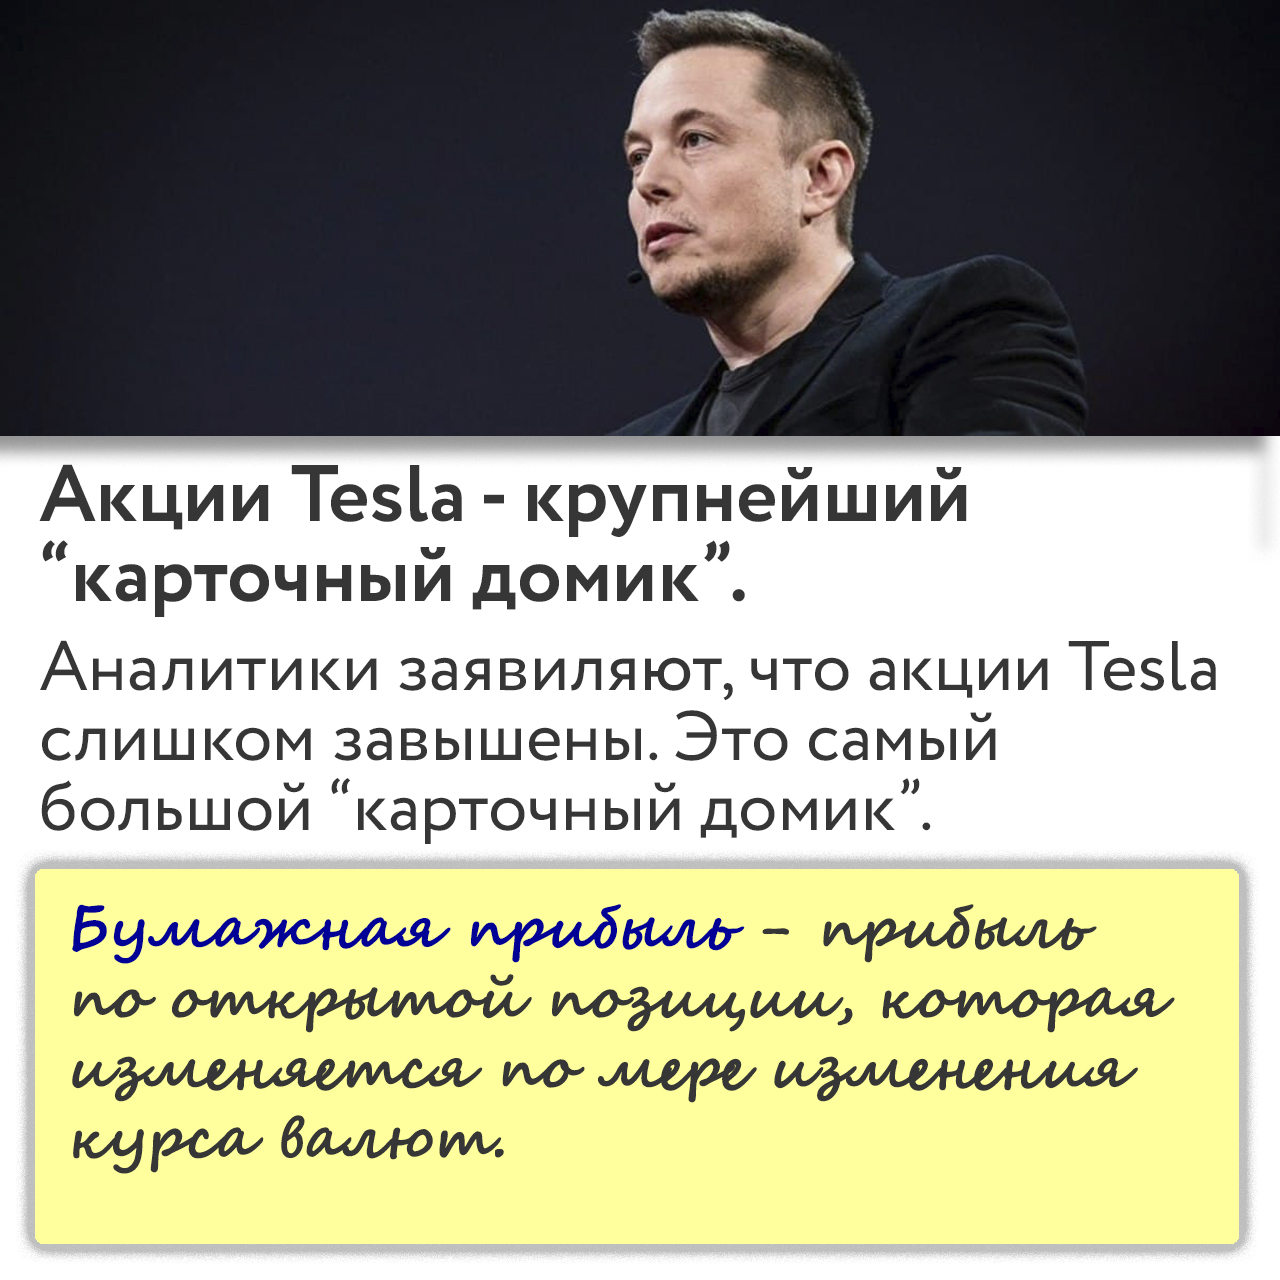 Акции Tesla - крупнейший
“карточный домик”.
Аналитики заявиляют, что акции Tesla
слишком завышены. Это самый
большой “карточный домик”.
Бумажная прибыль – прибыль
по открытой позиции, которая
изменяется по мере изменения
курса валют.